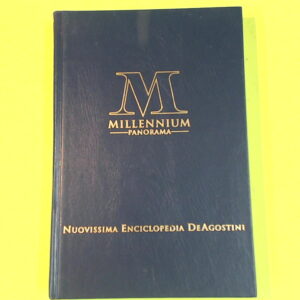 M
MILLENNIUM
PANORAMA
NUOVISSIMA ENCICLOPEDIA DEAGOSTINI